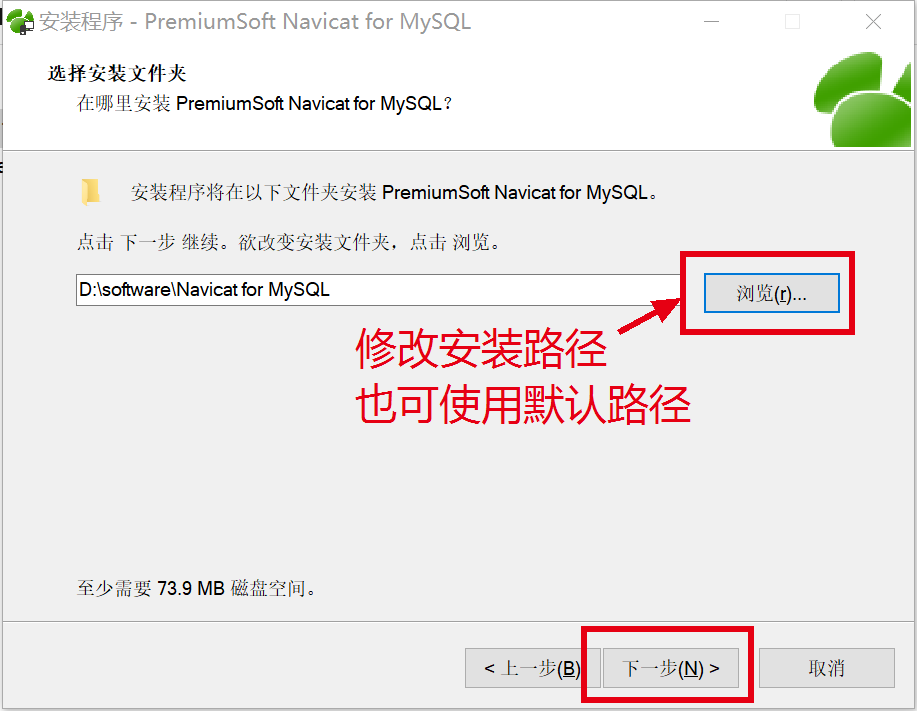 安装程序 - PremiumSoft Navicat for MySQL
选择安装文件夹
在哪里安装 PremiumSoft Navicat for MySQL？
安装程序将在以下文件夹安装 PremiumSoft Navicat for MySQL。
点击 下一步 继续。欲改变安装文件夹，点击 浏览。
D:\software\Navicat for MySQL
浏览(r)...
修改安装路径
也可使用默认路径
至少需要 73.9 MB 磁盘空间。
< 上一步(B)
下一步(N) >
取消